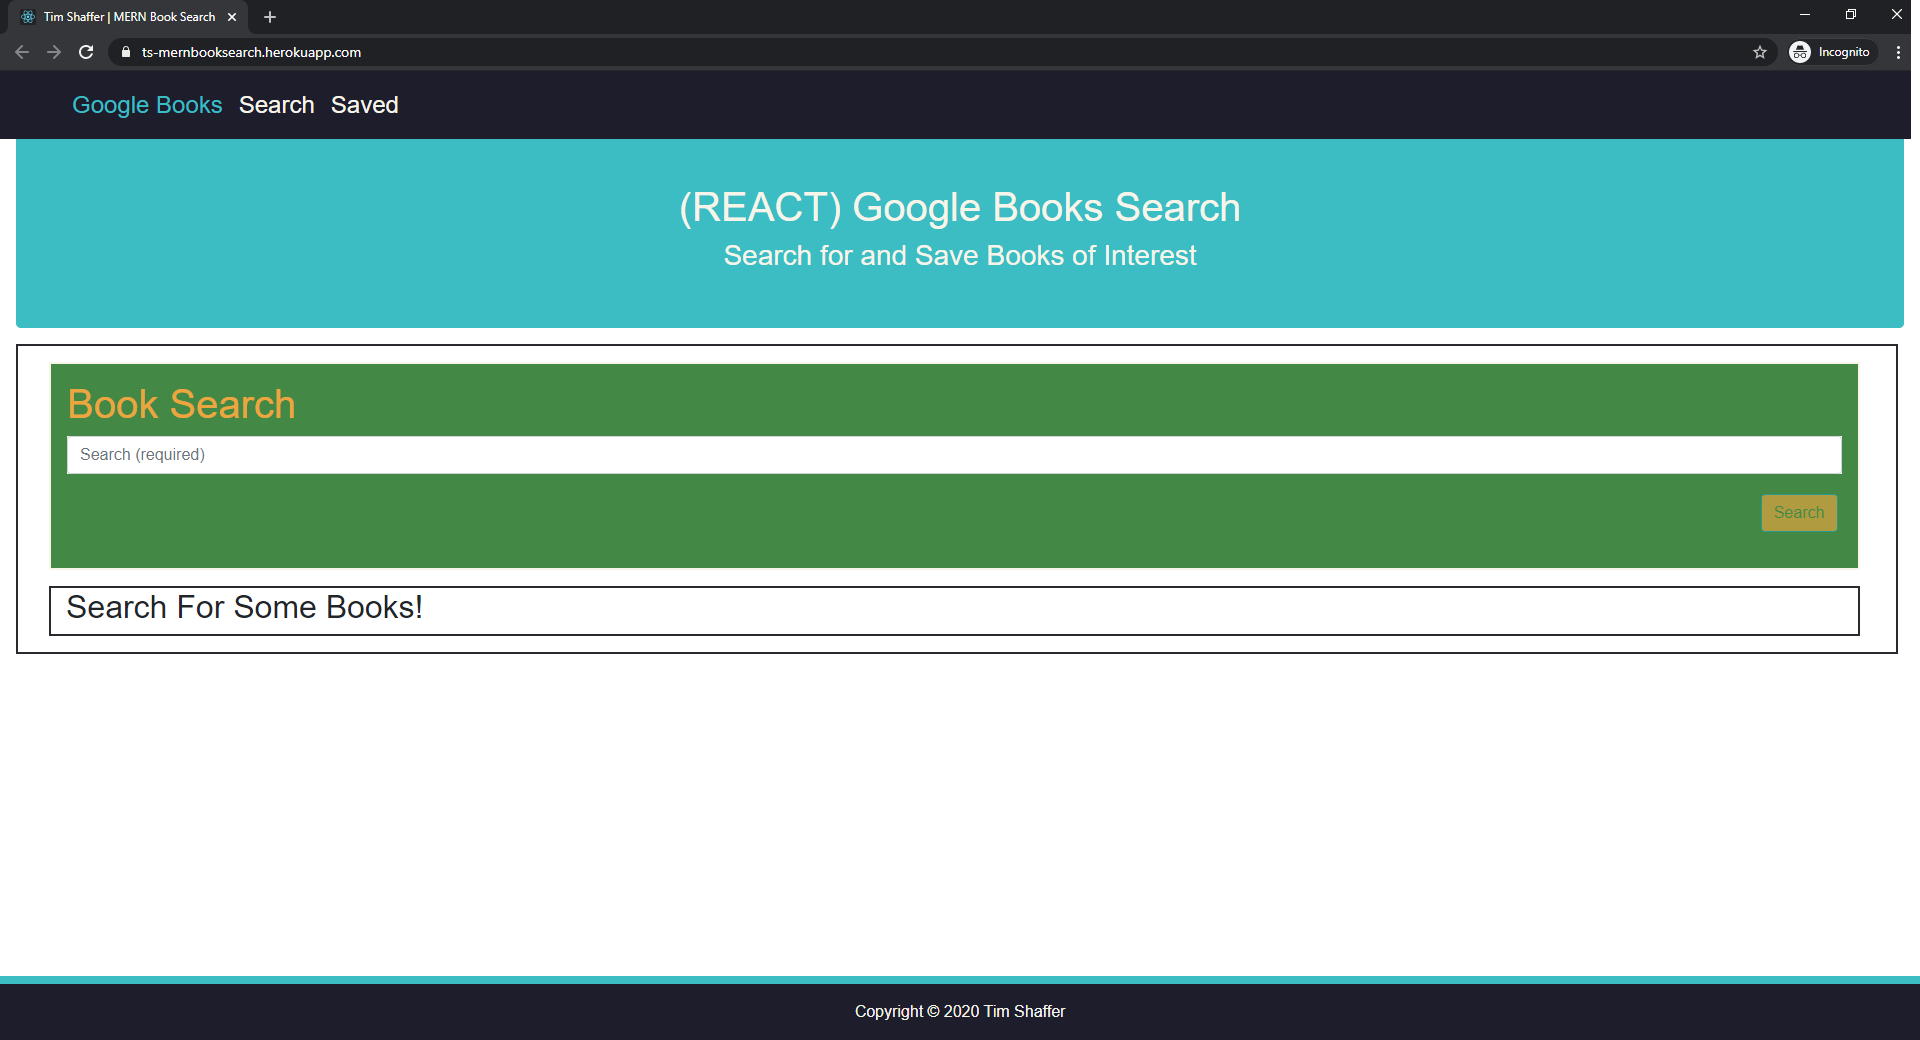 Tim Shaffer | MERN Book Search
ts-mernbooksearch.herokuapp.com
Incognito
Google Books Search Saved
(REACT) Google Books Search
Search for and Save Books of Interest
Book Search
Search (required)
Search
Search For Some Books!
Copyright © 2020 Tim Shaffer